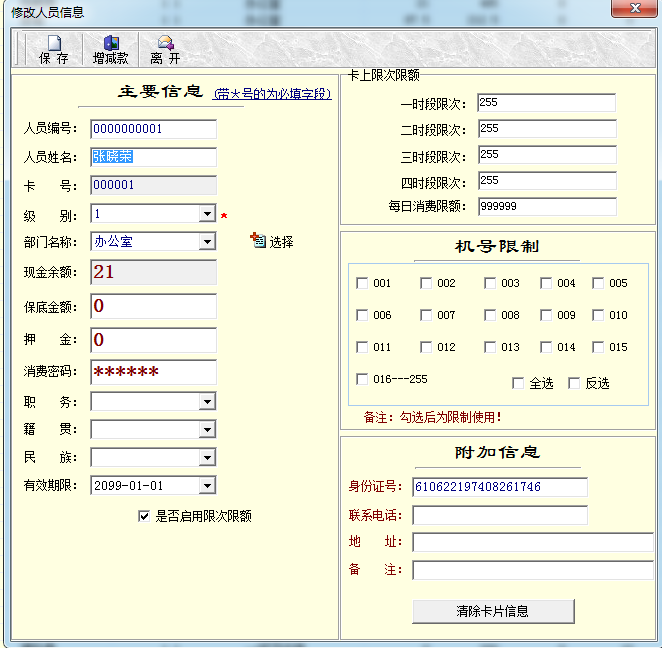 修改人员信息
保 存
增减款
离 开
主要信息 (带★号的为必填字段)
人员编号： 0000000001
人员姓名： 张晓荣
卡 号： 000001
级 别： 1 *
部门名称： 办公室 选择
现金余额： 21
保底金额： 0
押 金： 0
消费密码： ******
职 务：
籍 贯：
民 族：
有效期限： 2099-01-01
是否启用限次限额
卡上限次限额
一时段限次： 255
二时段限次： 255
三时段限次： 255
四时段限次： 255
每日消费限额： 999999
机号限制
001 002 003 004 005
006 007 008 009 010
011 012 013 014 015
016---255 全选 反选
备注：勾选后为限制使用！
附加信息
身份证号： 610622197408261746
联系电话：
地 址：
备 注：
清除卡片信息